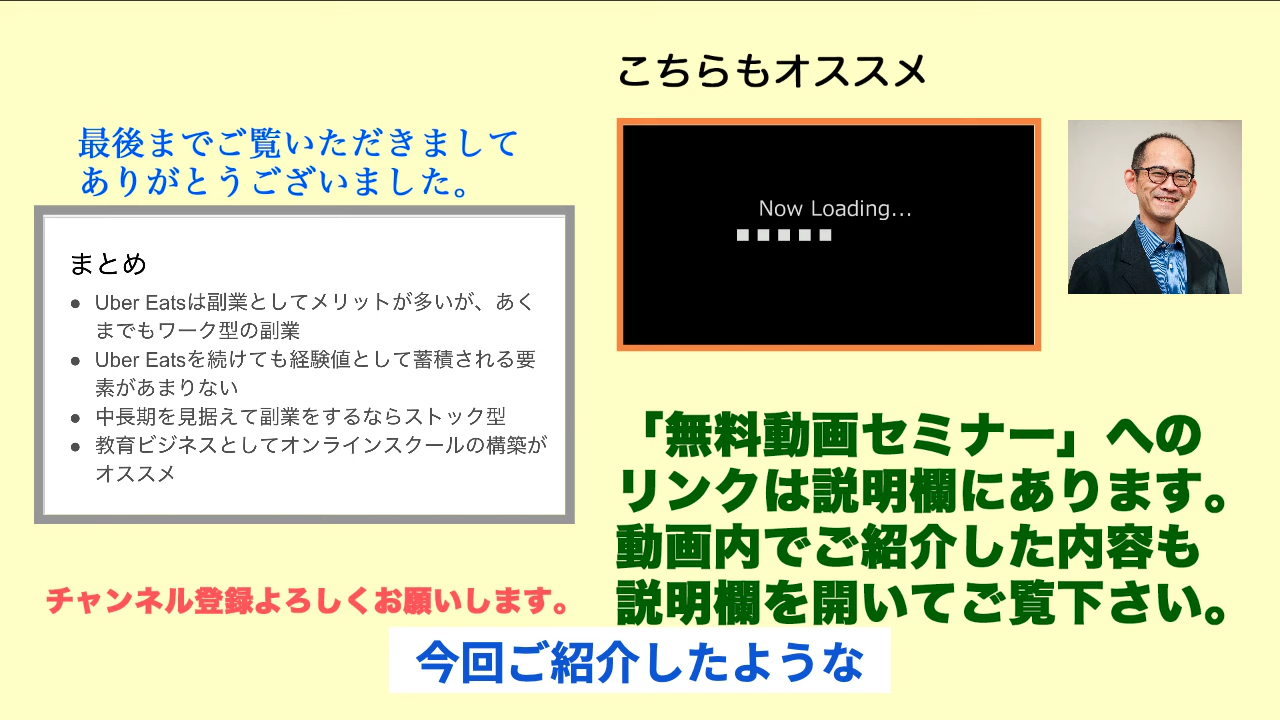 こちらもオススメ
最後までご覧いただきまして
ありがとうございました。
Now Loading...
まとめ
● Uber Eatsは副業としてメリットが多いが、あく
までもワーク型の副業
● Uber Eatsを続けても経験値として蓄積される要
素があまりない
● 中長期を見据えて副業をするならストック型
● 教育ビジネスとしてオンラインスクールの構築が
オススメ
「無料動画セミナー」への
リンクは説明欄にあります。
動画内でご紹介した内容も
説明欄を開いてご覧下さい。
チャンネル登録よろしくお願いします。
今回ご紹介したような